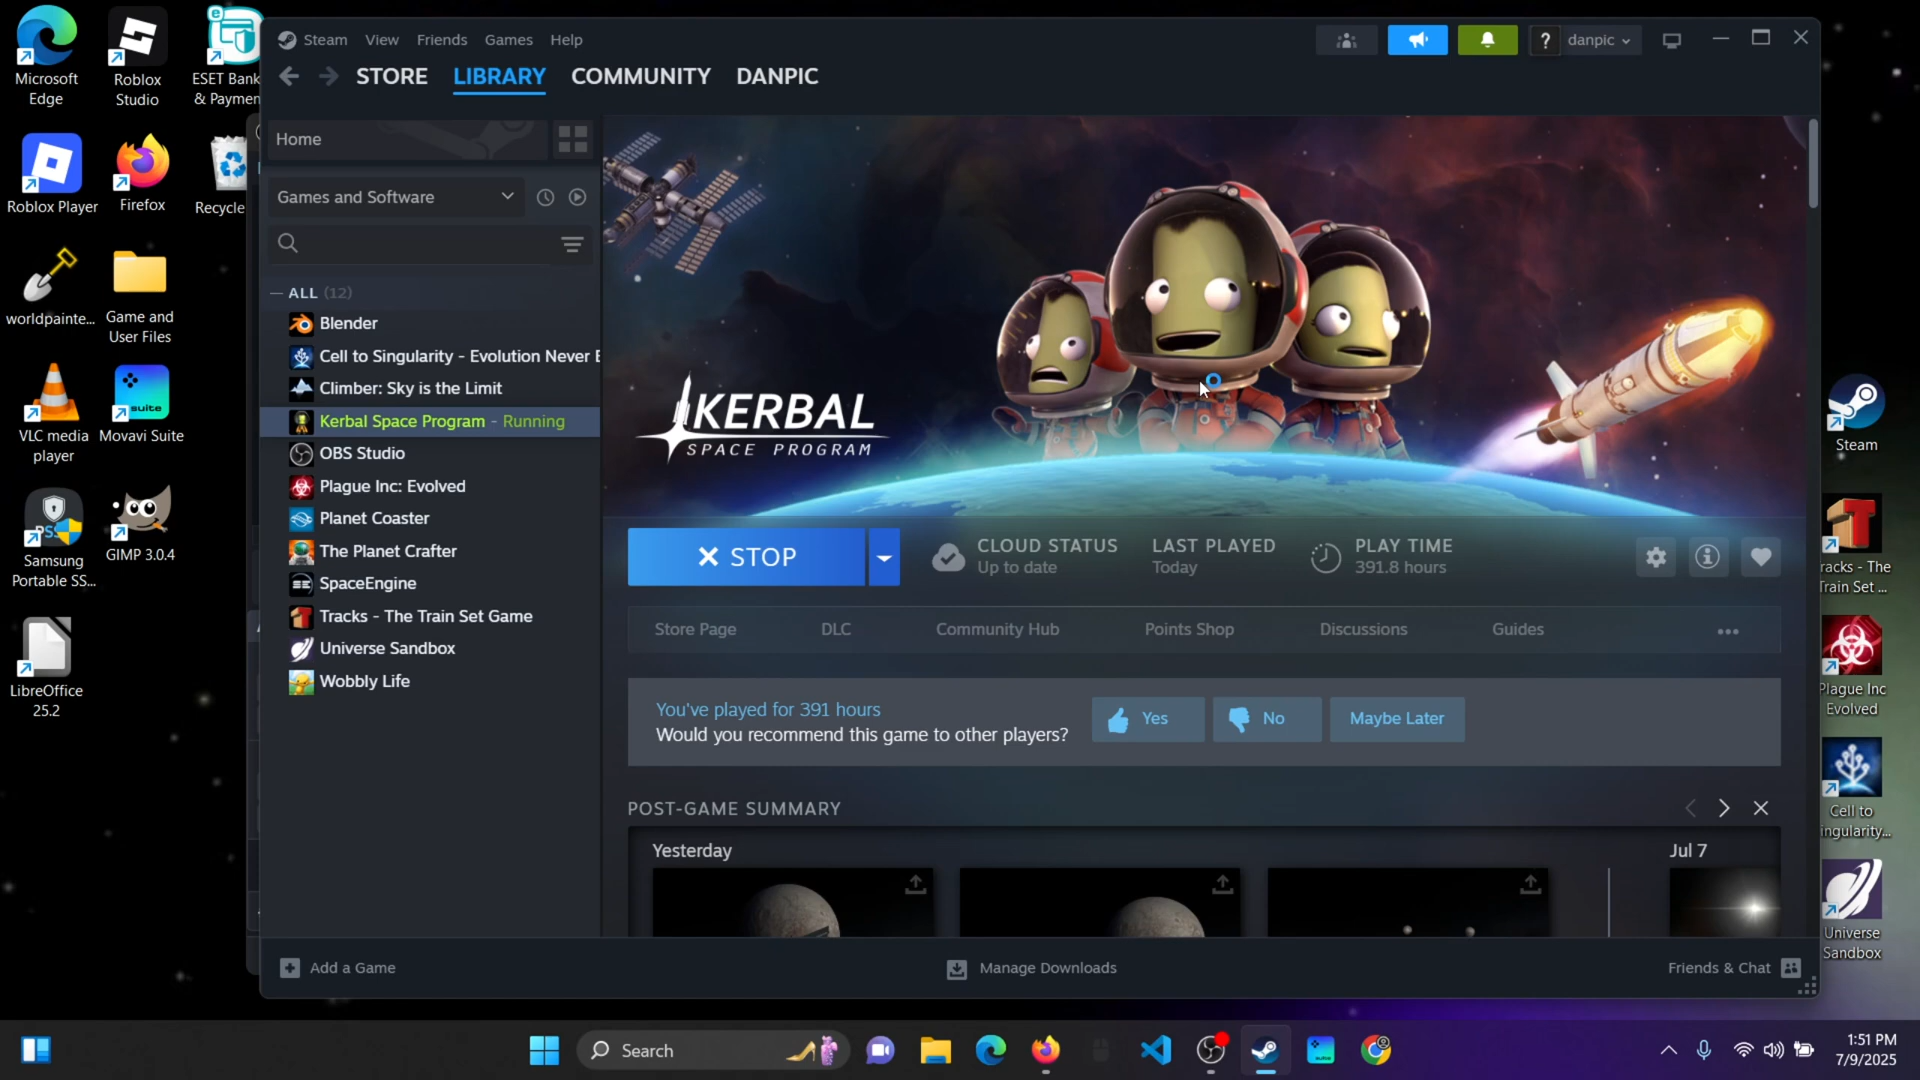 Microsoft
Edge
Roblox
Studio
ESET Bank
& Paymen
Roblox Player
Firefox
Recycle
worldpainte...
Game and
User Files
VLC media
player
suite
Movavi Suite
Samsung
Portable SS...
GIMP 3.0.4
LibreOffice
25.2
Steam
View
Friends
Games
Help
?
danpic
STORE
LIBRARY
COMMUNITY
DANPIC
Home
Games and Software
ALL (12)
Blender
Cell to Singularity - Evolution Never E
Climber: Sky is the Limit
Kerbal Space Program - Running
OBS Studio
Plague Inc: Evolved
Planet Coaster
The Planet Crafter
SpaceEngine
Tracks - The Train Set Game
Universe Sandbox
Wobbly Life
KERBAL
SPACE PROGRAM
STOP
CLOUD STATUS
Up to date
LAST PLAYED
Today
PLAY TIME
391.8 hours
Store Page
DLC
Community Hub
Points Shop
Discussions
Guides
You've played for 391 hours
Would you recommend this game to other players?
Yes
No
Maybe Later
POST-GAME SUMMARY
Yesterday
Jul 7
Add a Game
Manage Downloads
Friends & Chat
Steam
racks - The
Train Set ...
Plague Inc
Evolved
Cell to
ingularity...
Universe
Sandbox
Search
1:51 PM
7/9/2025